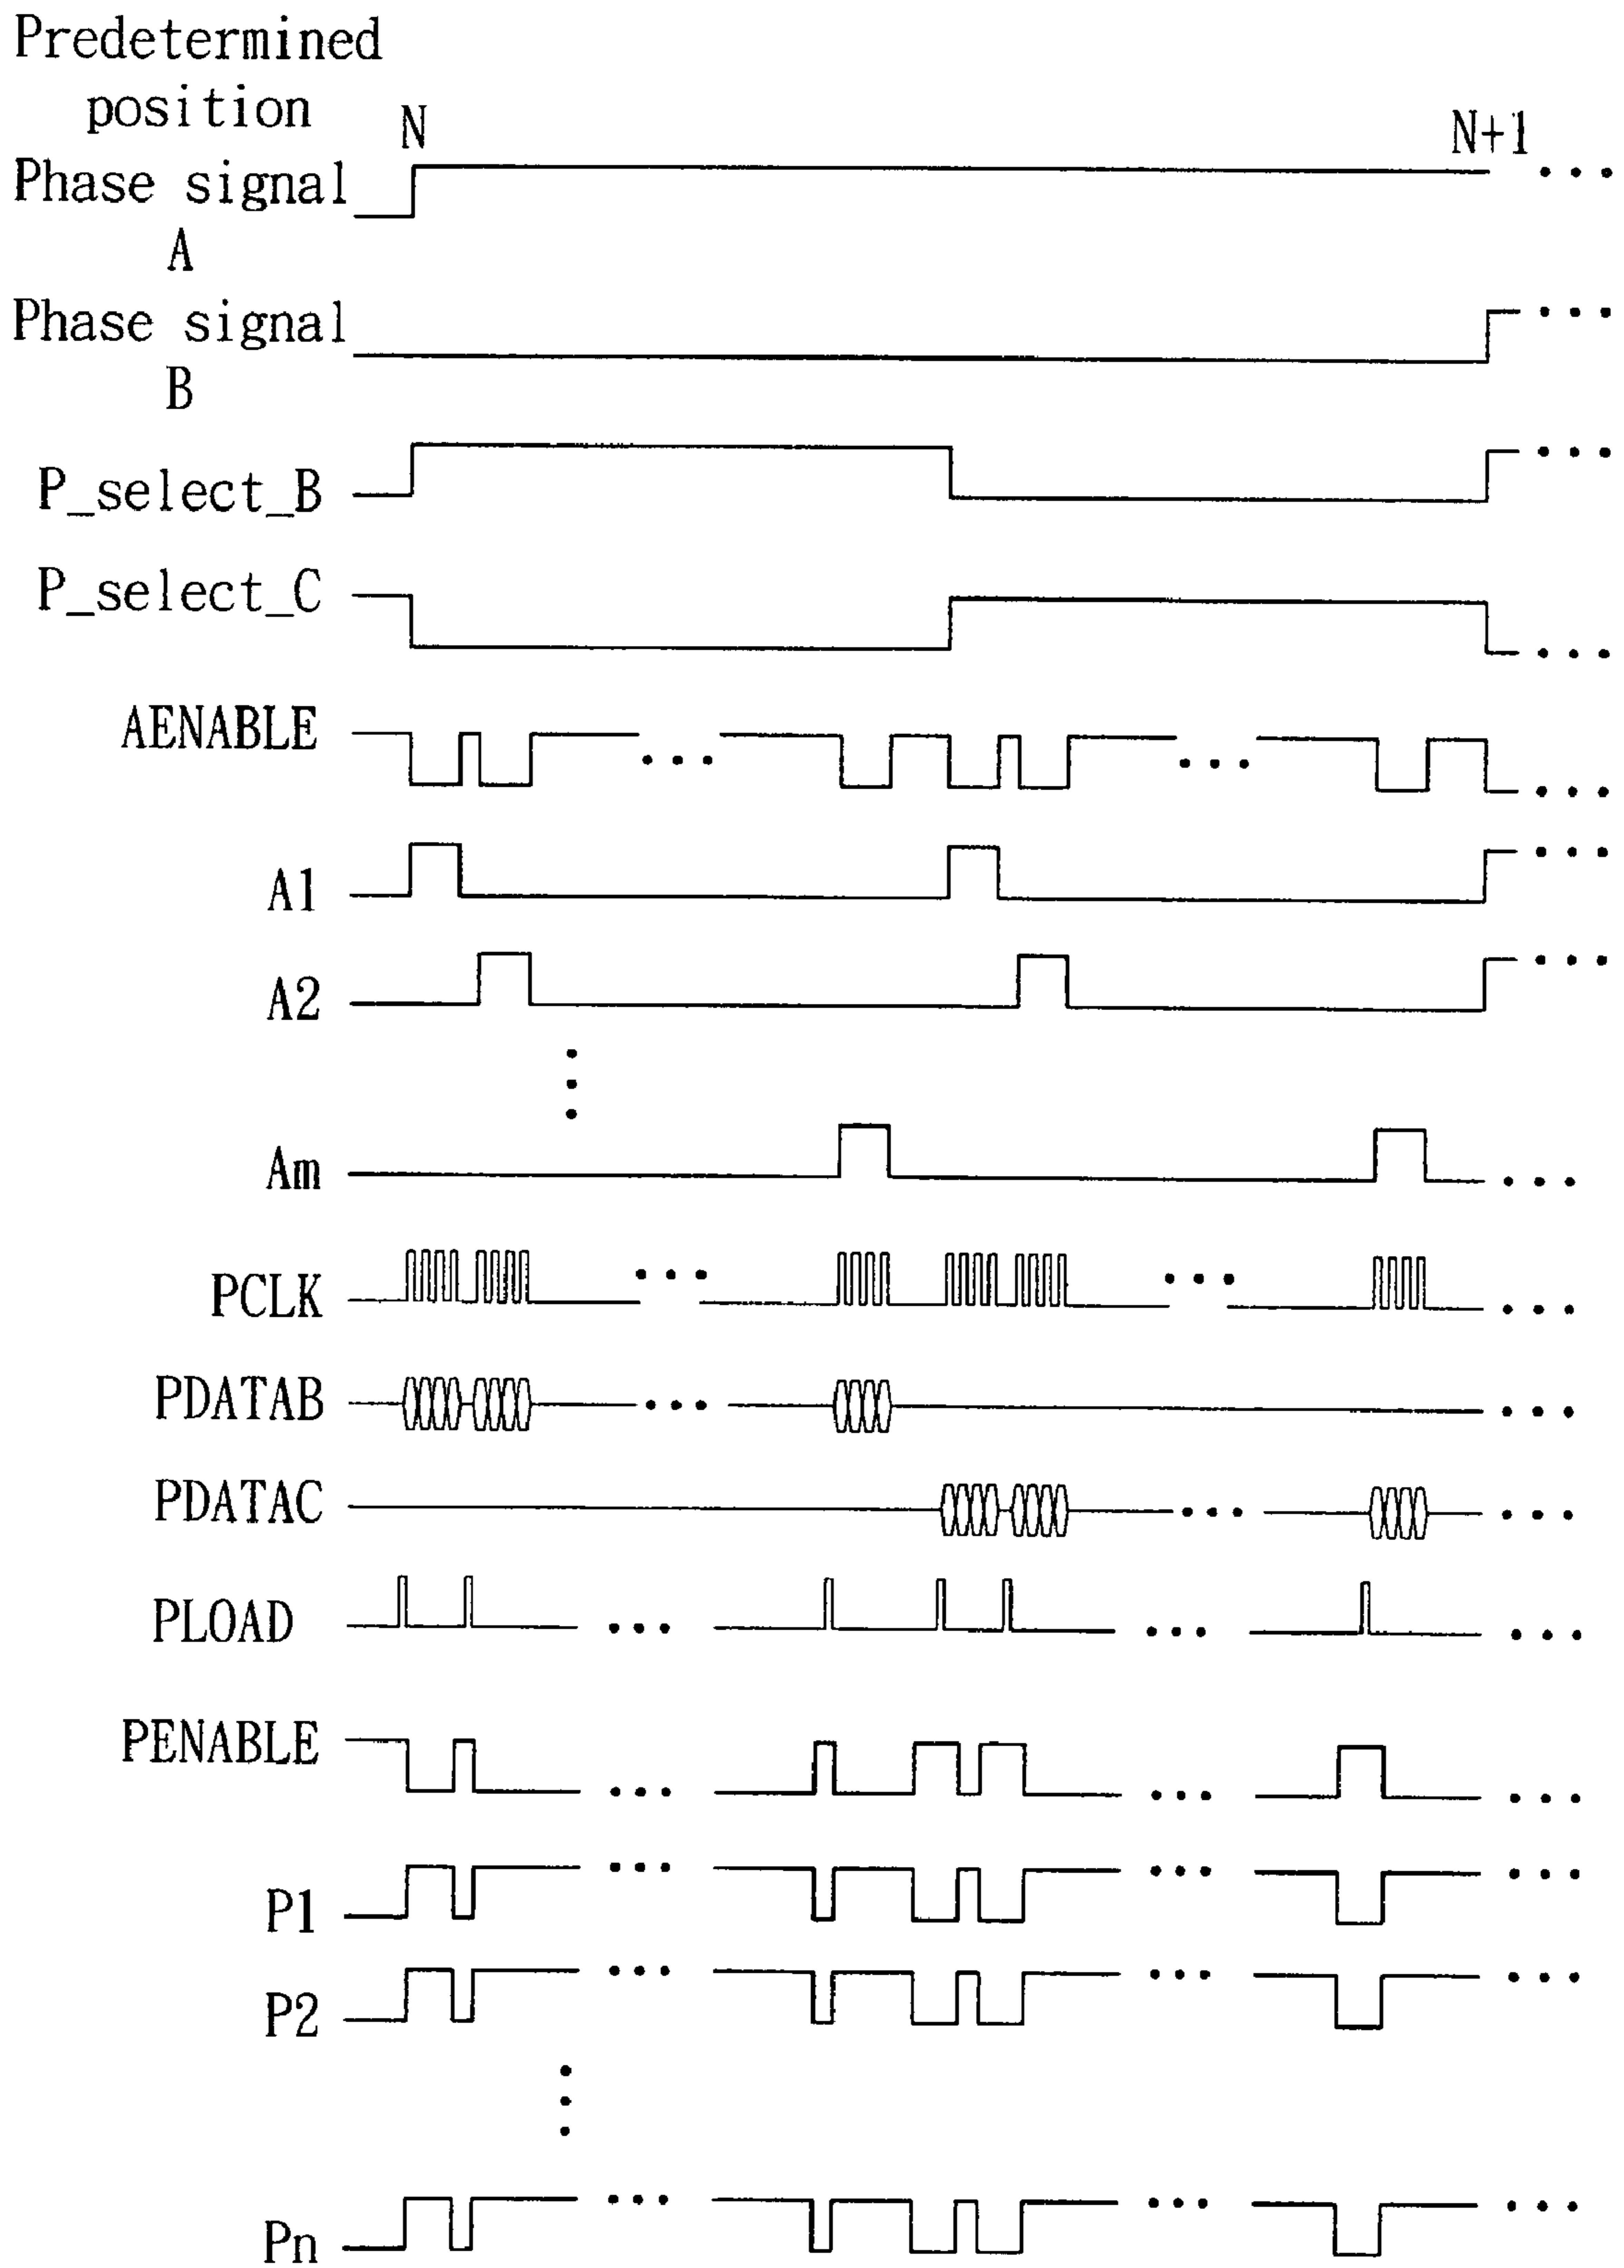 Predetermined
position
N
N+1
Phase signal
A
Phase signal
B
P_select_B
P_select_C
AENABLE
A1
A2
Am
PCLK
PDATAB
PDATAC
PLOAD
PENABLE
P1
P2
Pn